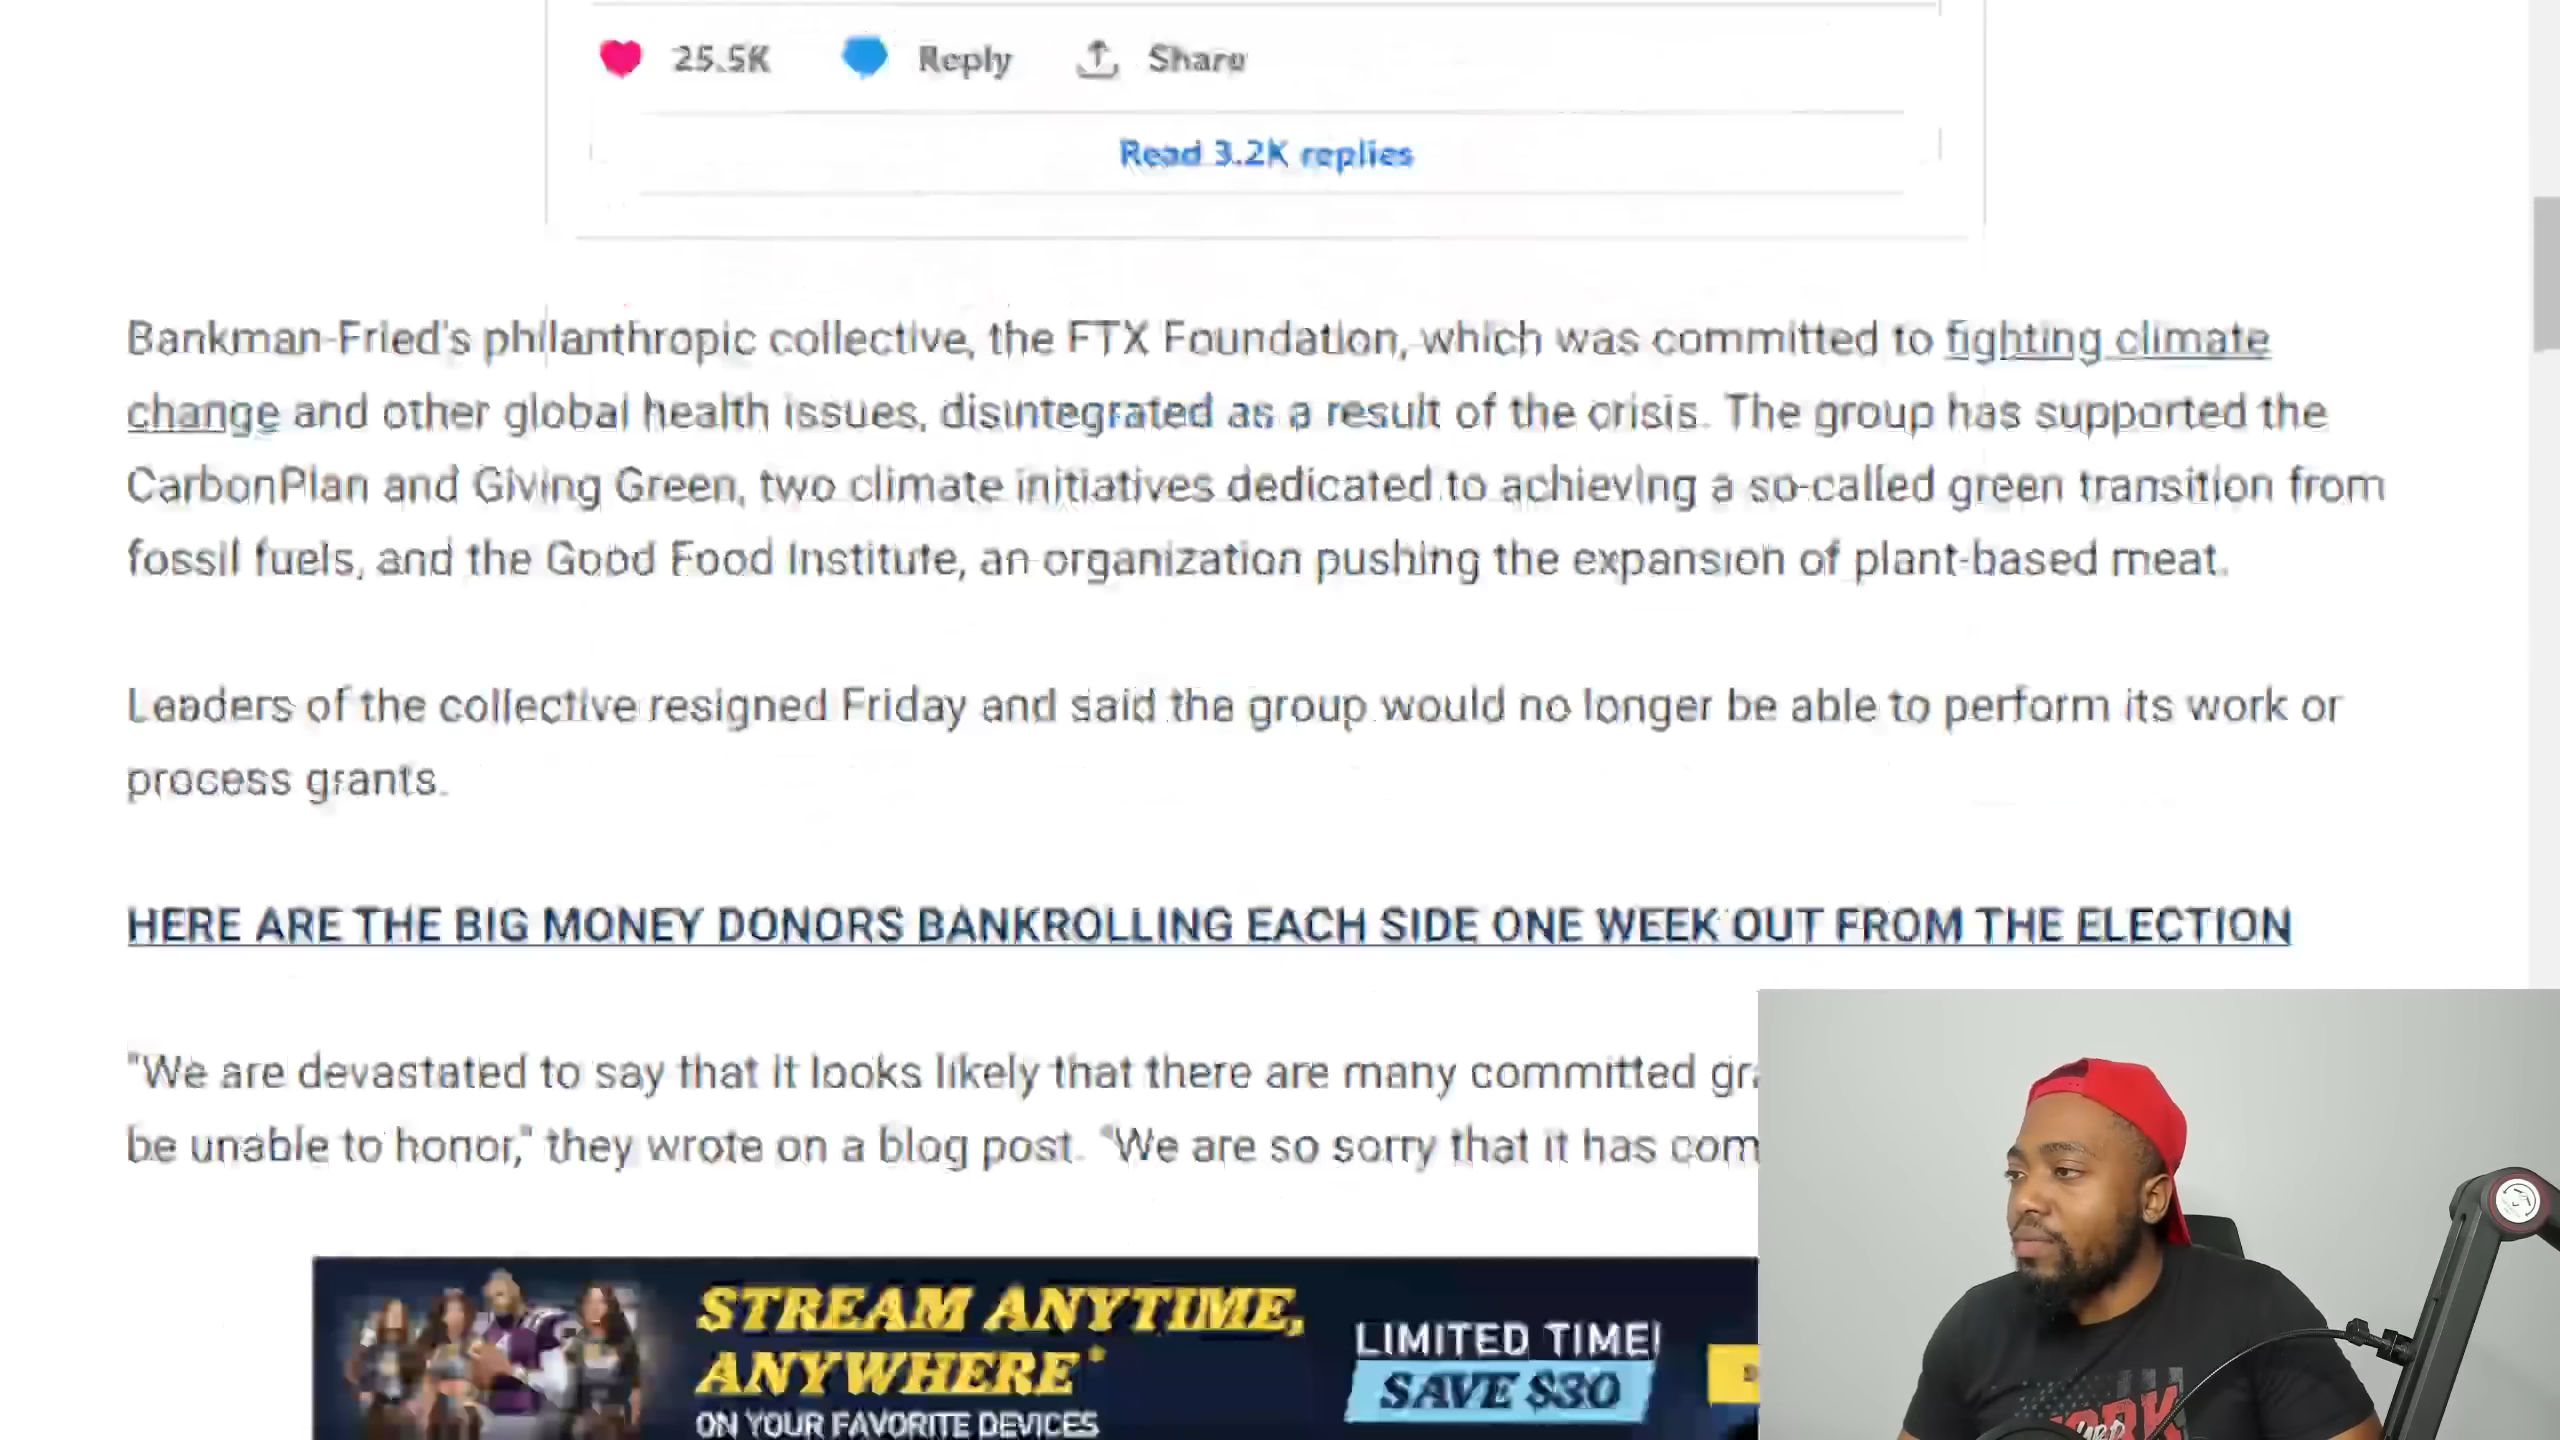 25.5K Reply Share
Read 3.2K replies
Bankman-Fried's philanthropic collective, the FTX Foundation, which was committed to fighting climate
change and other global health issues, disintegrated as a result of the crisis. The group has supported the
CarbonPlan and Giving Green, two climate initiatives dedicated to achieving a so-called green transition from
fossil fuels, and the Good Food Institute, an organization pushing the expansion of plant-based meat.
Leaders of the collective resigned Friday and said the group would no longer be able to perform its work or
process grants.
HERE ARE THE BIG MONEY DONORS BANKROLLING EACH SIDE ONE WEEK OUT FROM THE ELECTION
"We are devastated to say that it looks likely that there are many committed
be unable to honor," they wrote on a blog post. "We are so sorry that it has
STREAM ANYTIME,
ANYWHERE*
ON YOUR FAVORITE DEVICES
LIMITED TIME!
SAVE $30